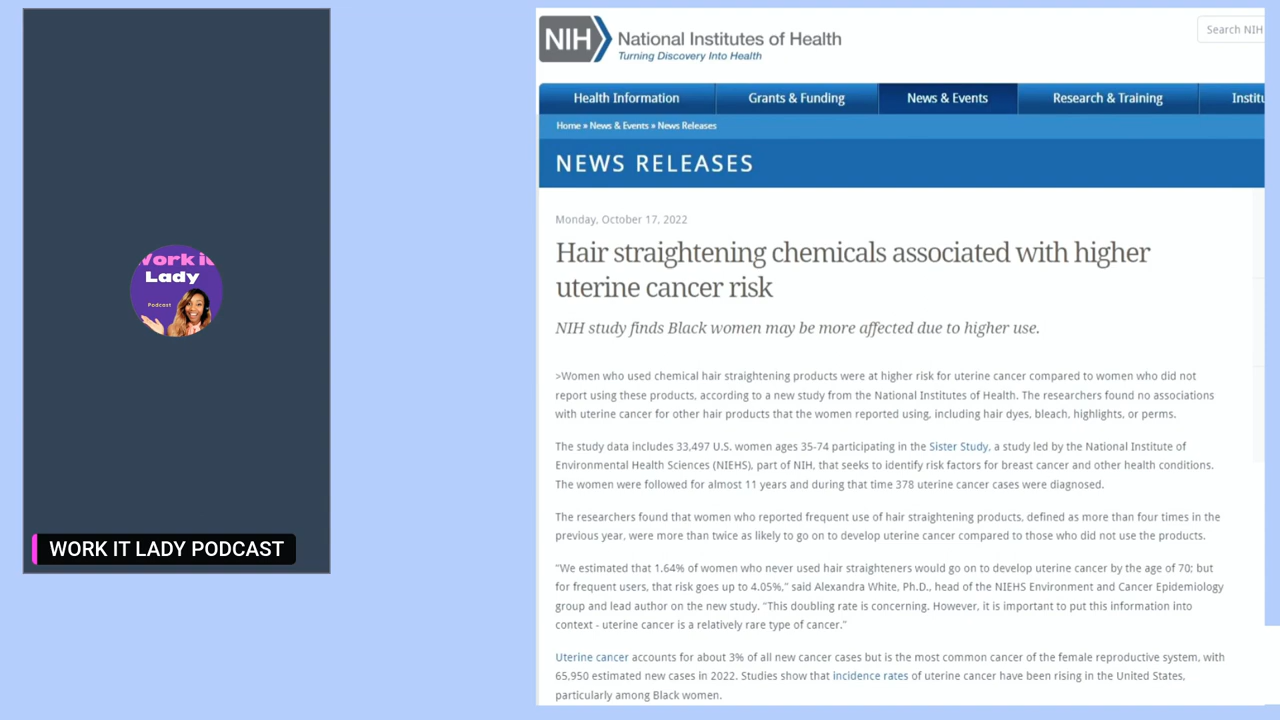 Work it
Lady
Podcast
WORK IT LADY PODCAST
NIH
National Institutes of Health
Turning Discovery Into Health
Search NIH
Health Information
Grants & Funding
News & Events
Research & Training
Institu
Home » News & Events » News Releases
NEWS RELEASES
Monday, October 17, 2022
Hair straightening chemicals associated with higher
uterine cancer risk
NIH study finds Black women may be more affected due to higher use.
>Women who used chemical hair straightening products were at higher risk for uterine cancer compared to women who did not
report using these products, according to a new study from the National Institutes of Health. The researchers found no associations
with uterine cancer for other hair products that the women reported using, including hair dyes, bleach, highlights, or perms.
The study data includes 33,497 U.S. women ages 35-74 participating in the Sister Study, a study led by the National Institute of
Environmental Health Sciences (NIEHS), part of NIH, that seeks to identify risk factors for breast cancer and other health conditions.
The women were followed for almost 11 years and during that time 378 uterine cancer cases were diagnosed.
The researchers found that women who reported frequent use of hair straightening products, defined as more than four times in the
previous year, were more than twice as likely to go on to develop uterine cancer compared to those who did not use the products.
"We estimated that 1.64% of women who never used hair straighteners would go on to develop uterine cancer by the age of 70; but
for frequent users, that risk goes up to 4.05%," said Alexandra White, Ph.D., head of the NIEHS Environment and Cancer Epidemiology
group and lead author on the new study. "This doubling rate is concerning. However, it is important to put this information into
context - uterine cancer is a relatively rare type of cancer."
Uterine cancer accounts for about 3% of all new cancer cases but is the most common cancer of the female reproductive system, with
65,950 estimated new cases in 2022. Studies show that incidence rates of uterine cancer have been rising in the United States,
particularly among Black women.